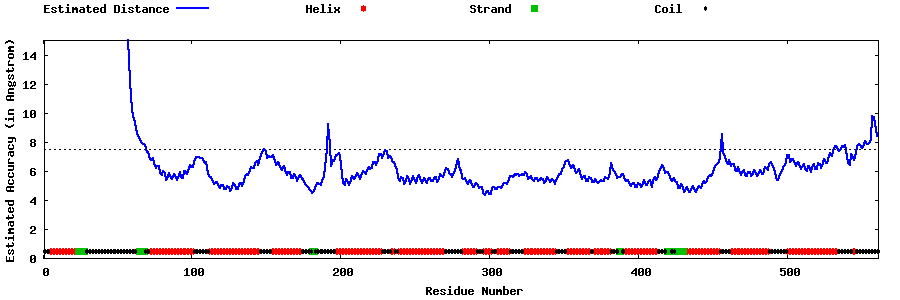 Estimated Distance Helix Strand Coil
Estimated Accuracy (in Angstrom)
14
12
10
8
6
4
2
0
0 100 200 300 400 500
Residue Number